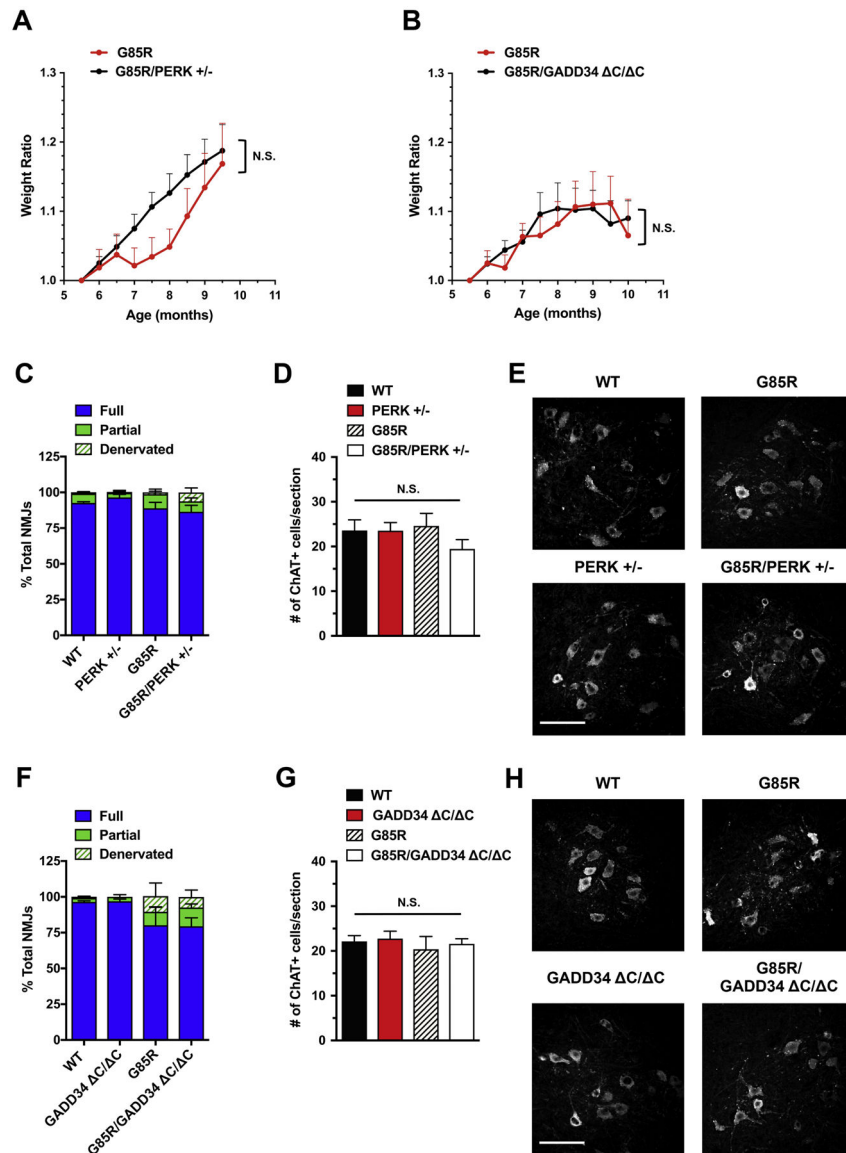 A
G85R
G85R/PERK +/-
1.3
1.2
1.1
1.0
Weight Ratio
N.S.
5 6 7 8 9 10 11
Age (months)
B
G85R
G85R/GADD34 ΔC/ΔC
1.3
1.2
1.1
1.0
Weight Ratio
N.S.
5 6 7 8 9 10 11
Age (months)
C
Full
Partial
Denervated
125
100
75
50
25
0
% Total NMJs
WT
PERK +/-
G85R
G85R/PERK +/-
D
WT
PERK +/-
G85R
G85R/PERK +/-
40
30
20
10
0
# of ChAT+ cells/section
N.S.
E
WT
G85R
PERK +/-
G85R/PERK +/-
F
Full
Partial
Denervated
125
100
75
50
25
0
% Total NMJs
WT
GADD34 ΔC/ΔC
G85R
G85R/GADD34 ΔC/ΔC
G
WT
GADD34 ΔC/ΔC
G85R
G85R/GADD34 ΔC/ΔC
40
30
20
10
0
# of ChAT+ cells/section
N.S.
H
WT
G85R
GADD34 ΔC/ΔC
G85R/
GADD34 ΔC/ΔC